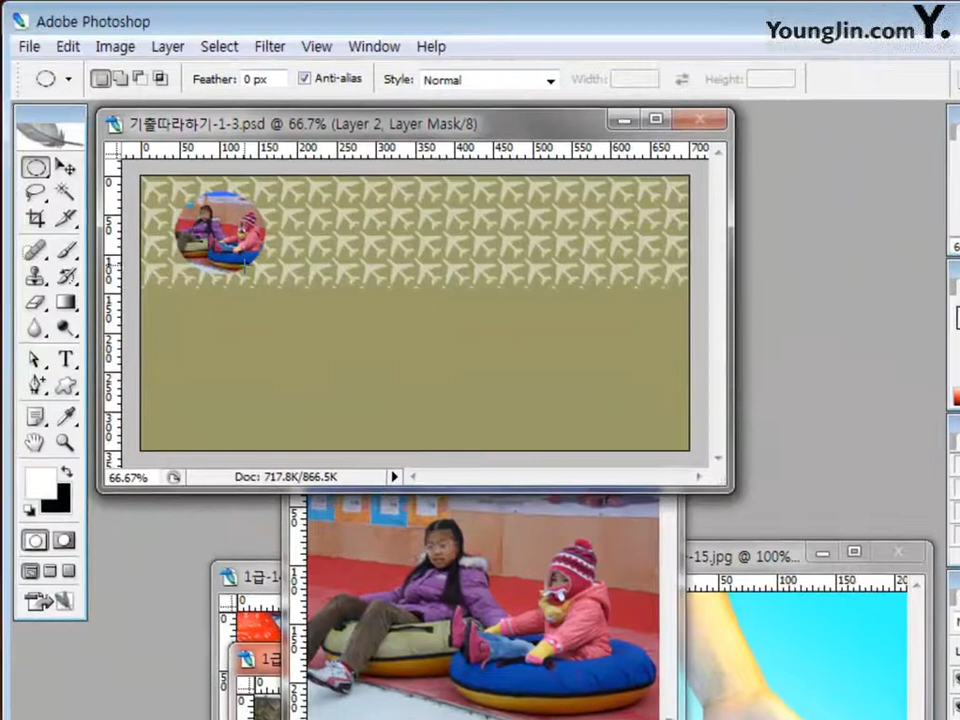 Adobe Photoshop
YoungJin.com Y.
File Edit Image Layer Select Filter View Window Help
Feather: 0 px Anti-alias Style: Normal Width: Height:
기출따라하기-1-3.psd @ 66.7% (Layer 2, Layer Mask/8)
0 50 100 150 200 250 300 350 400 450 500 550 600 650 700
66.67% Doc: 717.8K/866.5K
1급-1
-15.jpg @ 100%...
50 100 150
1급